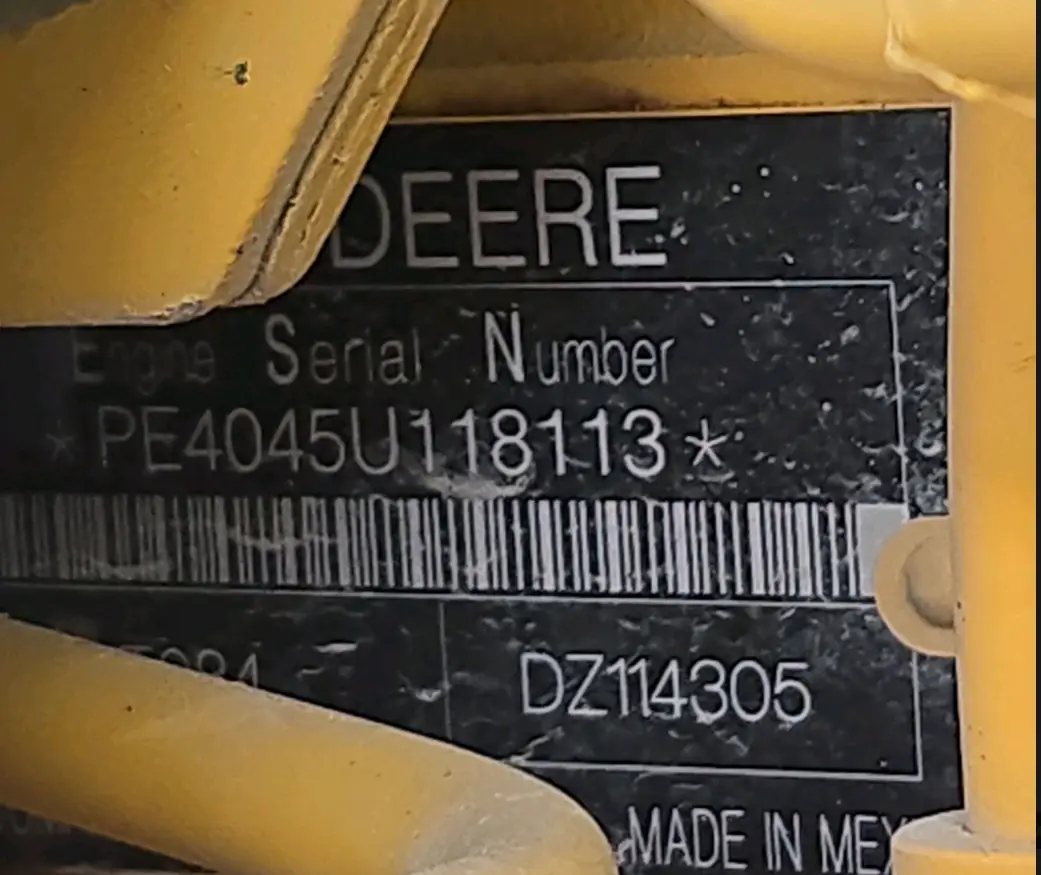 DEERE
Engine Serial Number
*PE4045U118113*
DZ114305
MADE IN MEX